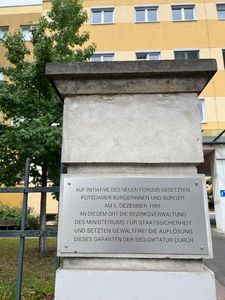 AUF INITIATIVE DES NEUEN FORUMS BESETZTEN
POTSDAMER BÜRGERINNEN UND BÜRGER
AM 5. DEZEMBER 1989
AN DIESEM ORT DIE BEZIRKSVERWALTUNG
DES MINISTERIUMS FÜR STAATSSICHERHEIT
UND SETZTEN GEWALTFREI DIE AUFLÖSUNG
DIESES GARANTEN DER SED-DIKTATUR DURCH